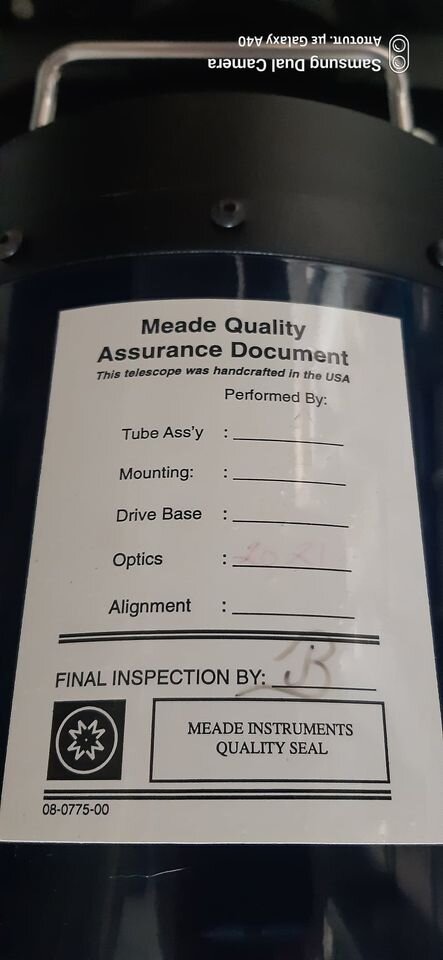 Samsung Dual Camera
Αποτυπ. με Galaxy A40
Meade Quality
Assurance Document
This telescope was handcrafted in the USA
Performed By:
Tube Ass'y :
Mounting: :
Drive Base :
Optics :
Alignment :
FINAL INSPECTION BY: JB
MEADE INSTRUMENTS
QUALITY SEAL
08-0775-00